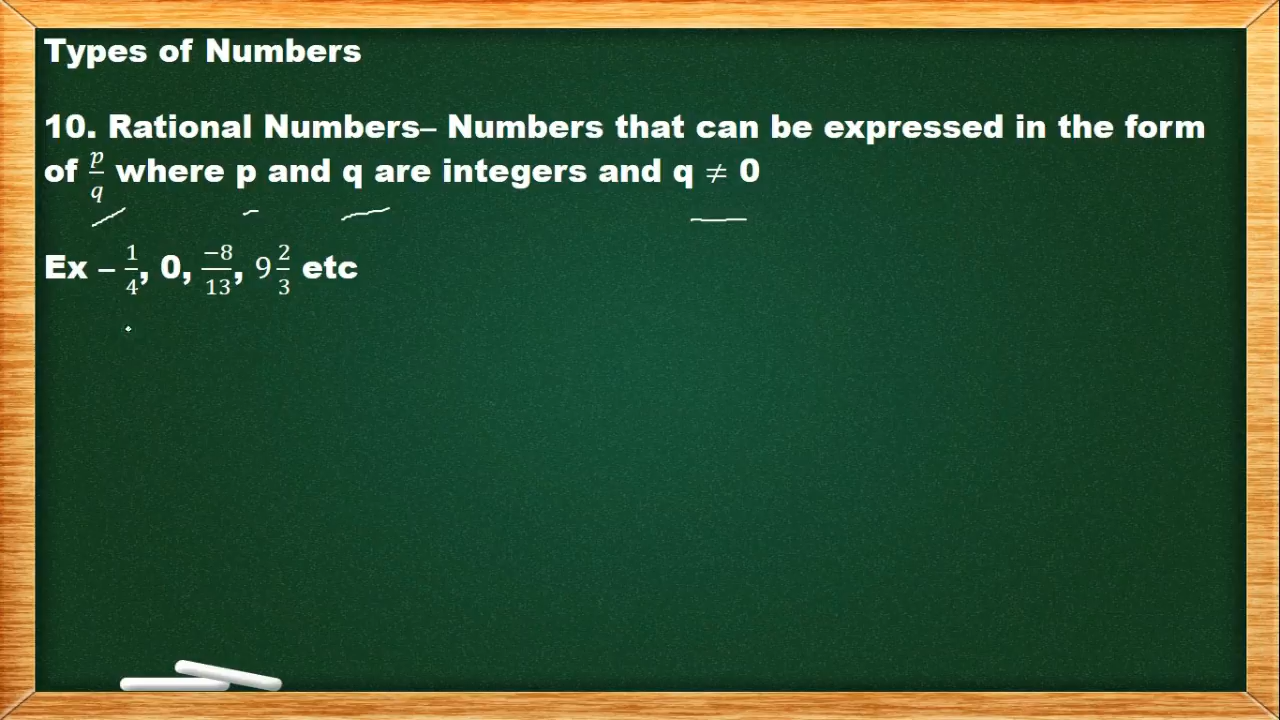 Types of Numbers
10. Rational Numbers– Numbers that can be expressed in the form
of p/q where p and q are integers and q ≠ 0
Ex – 1/4, 0, −8/13, 9 2/3 etc